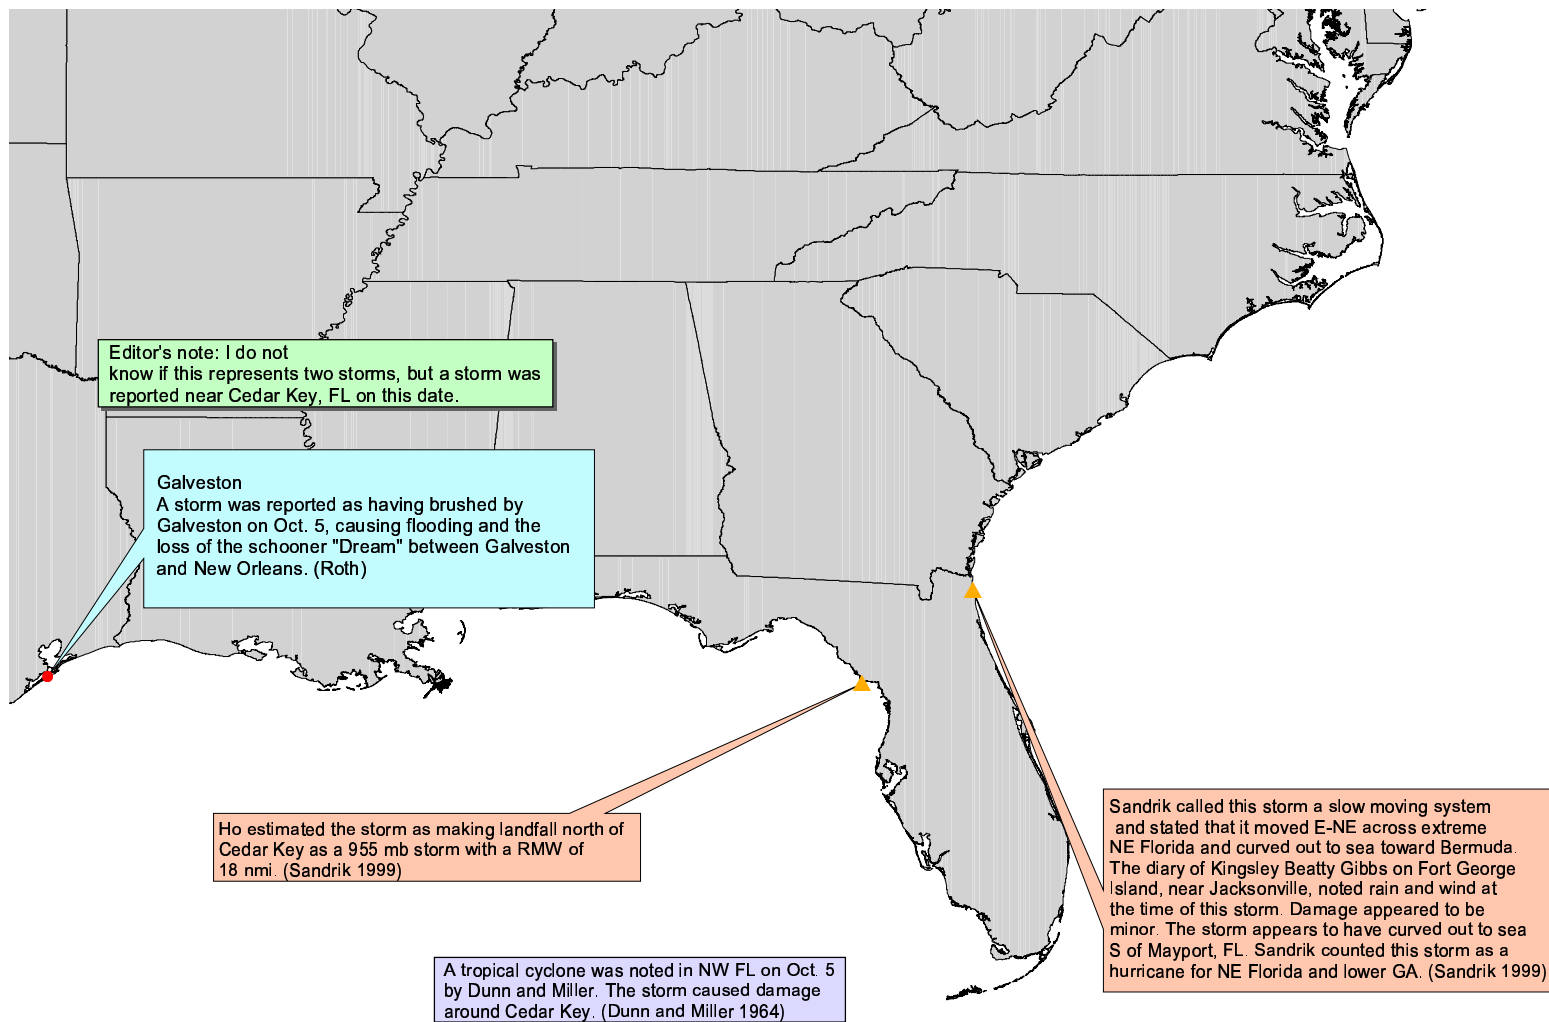 Editor's note: I do not
know if this represents two storms, but a storm was
reported near Cedar Key, FL on this date.
Galveston
A storm was reported as having brushed by
Galveston on Oct. 5, causing flooding and the
loss of the schooner "Dream" between Galveston
and New Orleans. (Roth)
Ho estimated the storm as making landfall north of
Cedar Key as a 955 mb storm with a RMW of
18 nmi. (Sandrik 1999)
Sandrik called this storm a slow moving system
and stated that it moved E-NE across extreme
NE Florida and curved out to sea toward Bermuda.
The diary of Kingsley Beatty Gibbs on Fort George
Island, near Jacksonville, noted rain and wind at
the time of this storm. Damage appeared to be
minor. The storm appears to have curved out to sea
S of Mayport, FL. Sandrik counted this storm as a
hurricane for NE Florida and lower GA. (Sandrik 1999)
A tropical cyclone was noted in NW FL on Oct. 5
by Dunn and Miller. The storm caused damage
around Cedar Key. (Dunn and Miller 1964)